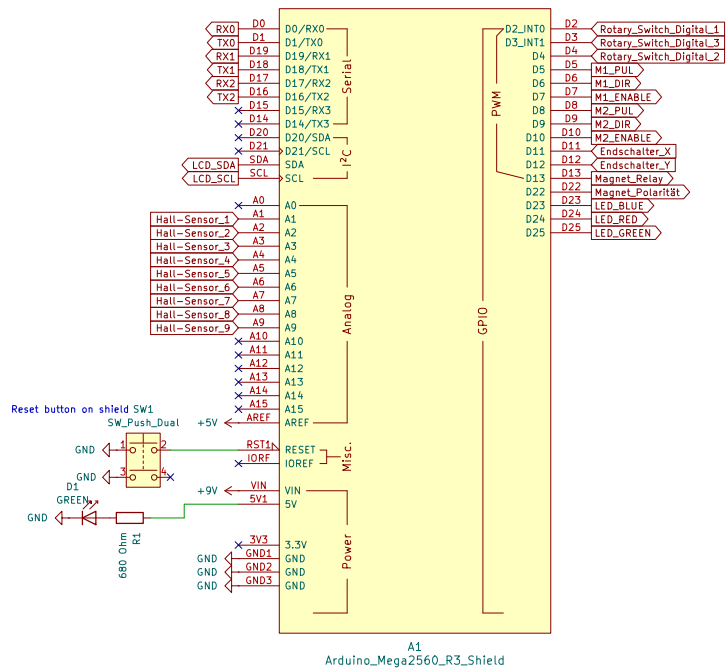 RX0 D0 D0/RX0 D2_INT0 D2 Rotary_Switch_Digital_1
TX0 D1 D1/TX0 D3_INT1 D3 Rotary_Switch_Digital_3
RX1 D19 D19/RX1 D4 D4 Rotary_Switch_Digital_2
TX1 D18 D18/TX1 D5 D5 M1_PUL
RX2 D17 D17/RX2 D6 D6 M1_DIR
TX2 D16 D16/TX2 D7 D7 M1_ENABLE
D15 D15/RX3 D8 D8 M2_PUL
D14 D14/TX3 D9 D9 M2_DIR
D20 D20/SDA D10 D10 M2_ENABLE
D21 D21/SCL D11 D11 Endschalter_X
LCD_SDA SDA SDA D12 D12 Endschalter_Y
LCD_SCL SCL SCL D13 D13 Magnet_Relay
D22 D22 Magnet_Polarität
A0 A0 D23 D23 LED_BLUE
Hall-Sensor_1 A1 A1 D24 D24 LED_RED
Hall-Sensor_2 A2 A2 D25 D25 LED_GREEN
Hall-Sensor_3 A3 A3
Hall-Sensor_4 A4 A4
Hall-Sensor_5 A5 A5
Hall-Sensor_6 A6 A6
Hall-Sensor_7 A7 A7
Hall-Sensor_8 A8 A8
Hall-Sensor_9 A9 A9
A10 A10
A11 A11
A12 A12
A13 A13
A14 A14
A15 A15
+5V AREF AREF
Serial
I²C
PWM
Analog
GPIO
Reset button on shield SW1
SW_Push_Dual
GND 1 2 RST1 RESET
IORF IOREF
Misc.
GND 3 4
D1
GREEN
+9V VIN VIN
5V1 5V
GND
R1
680 Ohm
3V3 3.3V
GND GND1 GND
GND GND2 GND
GND GND3 GND
Power
A1
Arduino_Mega2560_R3_Shield